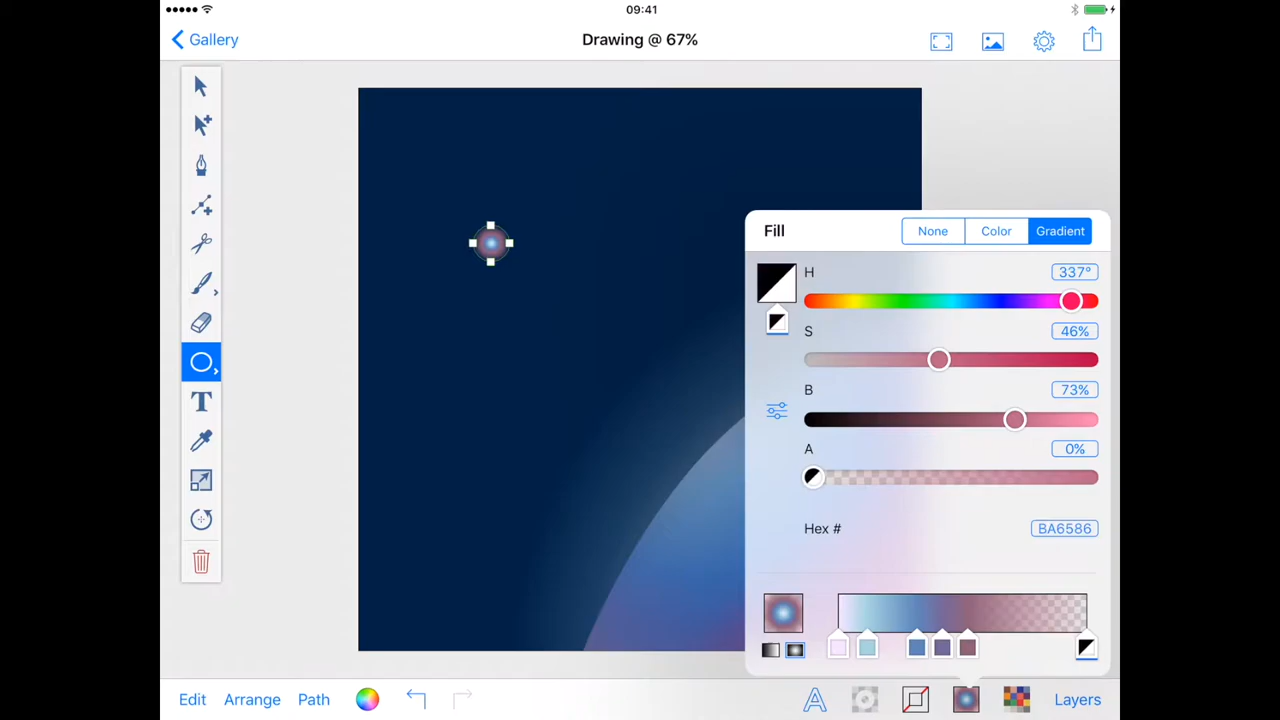 09:41
Gallery
Drawing @ 67%
Fill
None
Color
Gradient
H
337°
S
46%
B
73%
A
0%
Hex #
BA6586
T
Edit
Arrange
Path
A
Layers